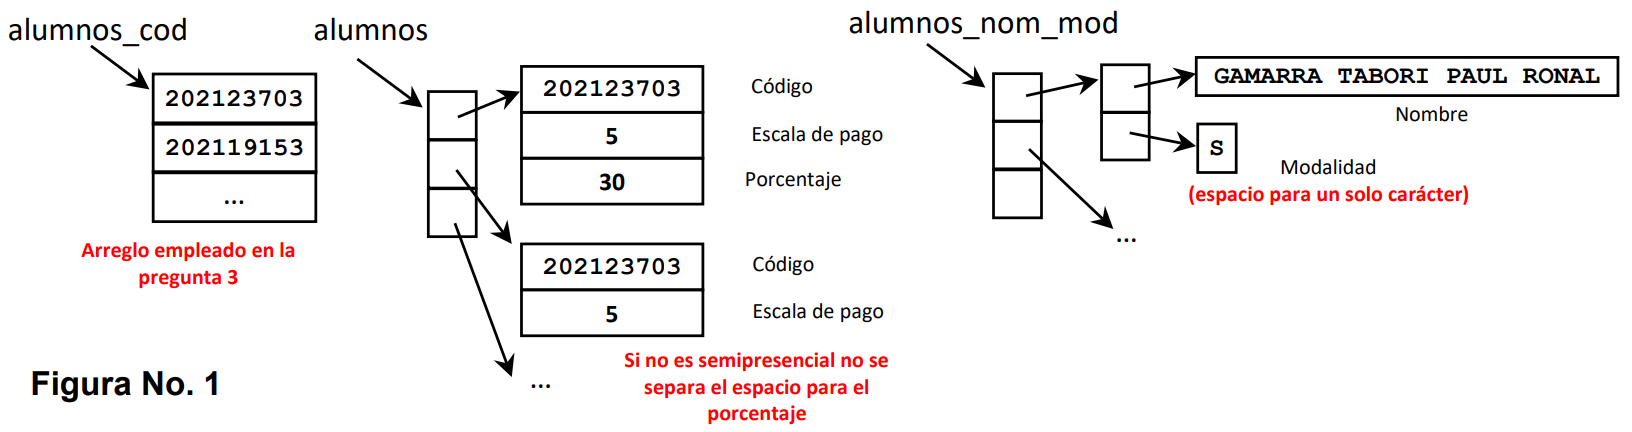 alumnos_cod
202123703
202119153
...
Arreglo empleado en la
pregunta 3
Figura No. 1
alumnos
202123703
Código
5
Escala de pago
30
Porcentaje
202123703
Código
5
Escala de pago
...
Si no es semipresencial no se
separa el espacio para el
porcentaje
alumnos_nom_mod
GAMARRA TABORI PAUL RONAL
Nombre
S
Modalidad
(espacio para un solo carácter)
...